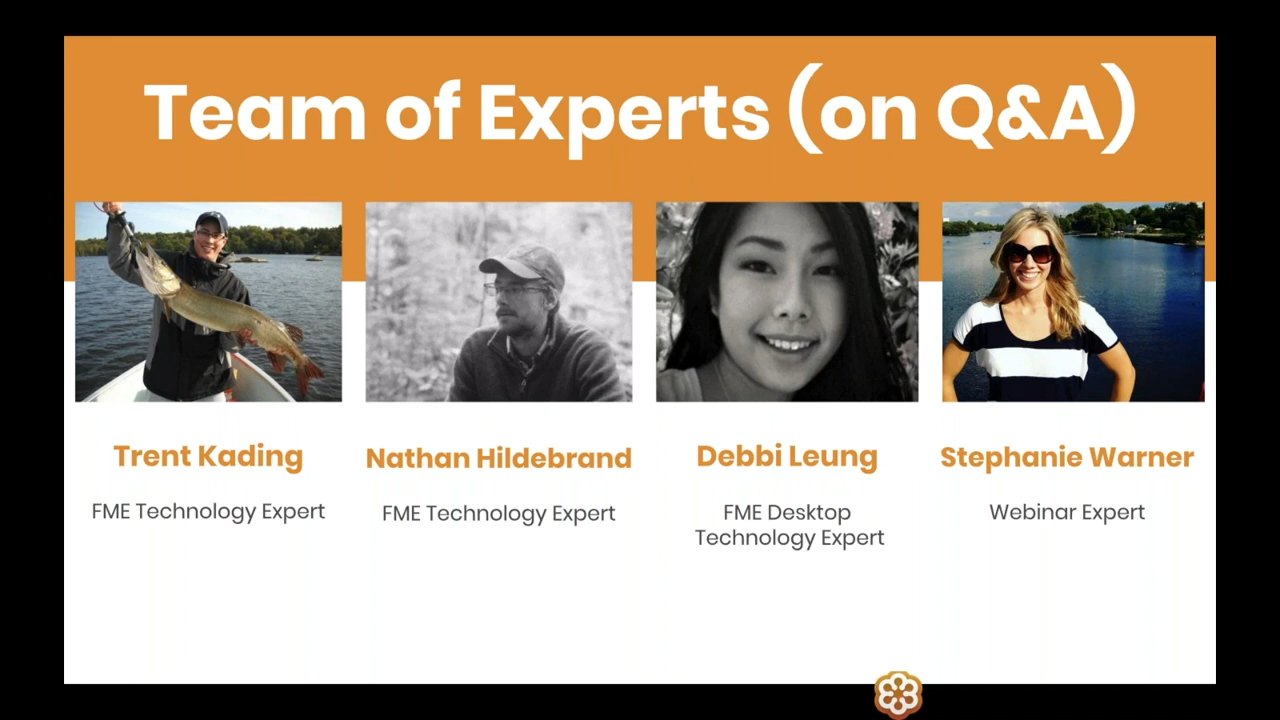 Team of Experts (on Q&A)
Trent Kading
Nathan Hildebrand
Debbi Leung
Stephanie Warner
FME Technology Expert
FME Technology Expert
FME Desktop
Technology Expert
Webinar Expert